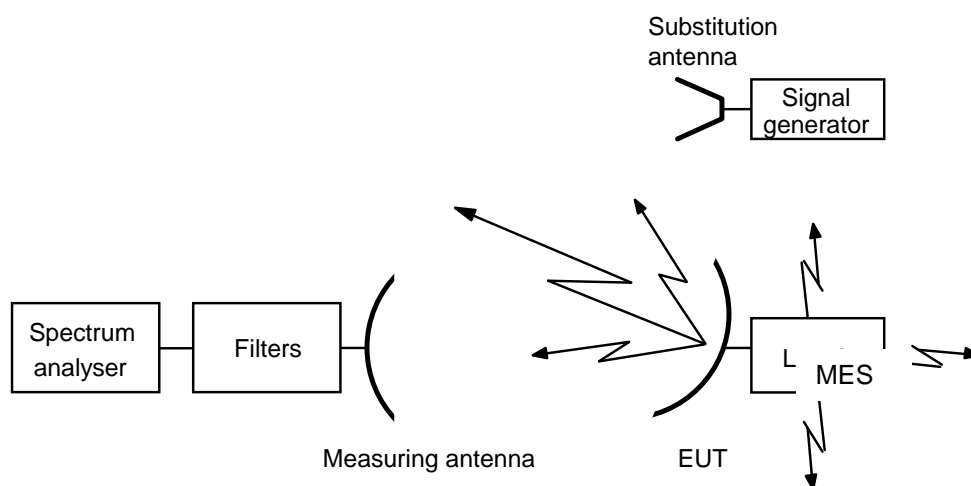 Substitution
antenna
Signal
generator
Spectrum
analyser
Filters
L
MES
Measuring antenna
EUT